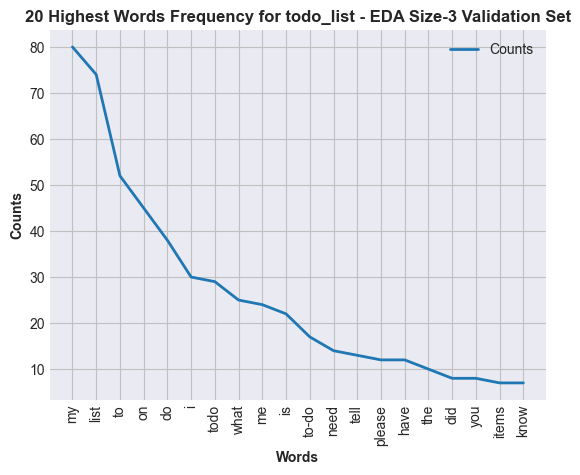 20 Highest Words Frequency for todo_list - EDA Size-3 Validation Set
Counts
80
70
60
50
40
30
20
10
Counts
my
list
to
on
do
i
todo
what
me
is
to-do
need
tell
please
have
the
did
you
items
know
Words